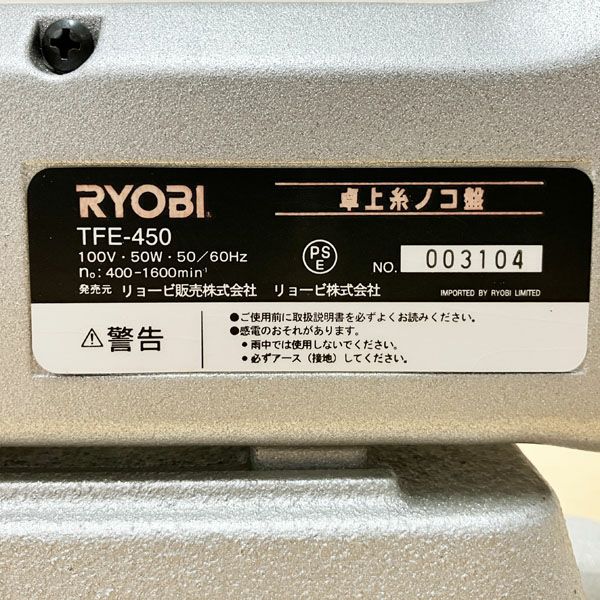 RYOBI
卓上糸ノコ盤
TFE-450
100V・50W・50/60Hz
n₀: 400-1600min⁻¹
PS
E
NO. 003104
発売元 リョービ販売株式会社 リョービ株式会社
IMPORTED BY RYOBI LIMITED
⚠警告
●ご使用前に取扱説明書を必ずよくお読みください。
●感電のおそれがあります。
・雨中では使用しないでください。
・必ずアース（接地）してください。